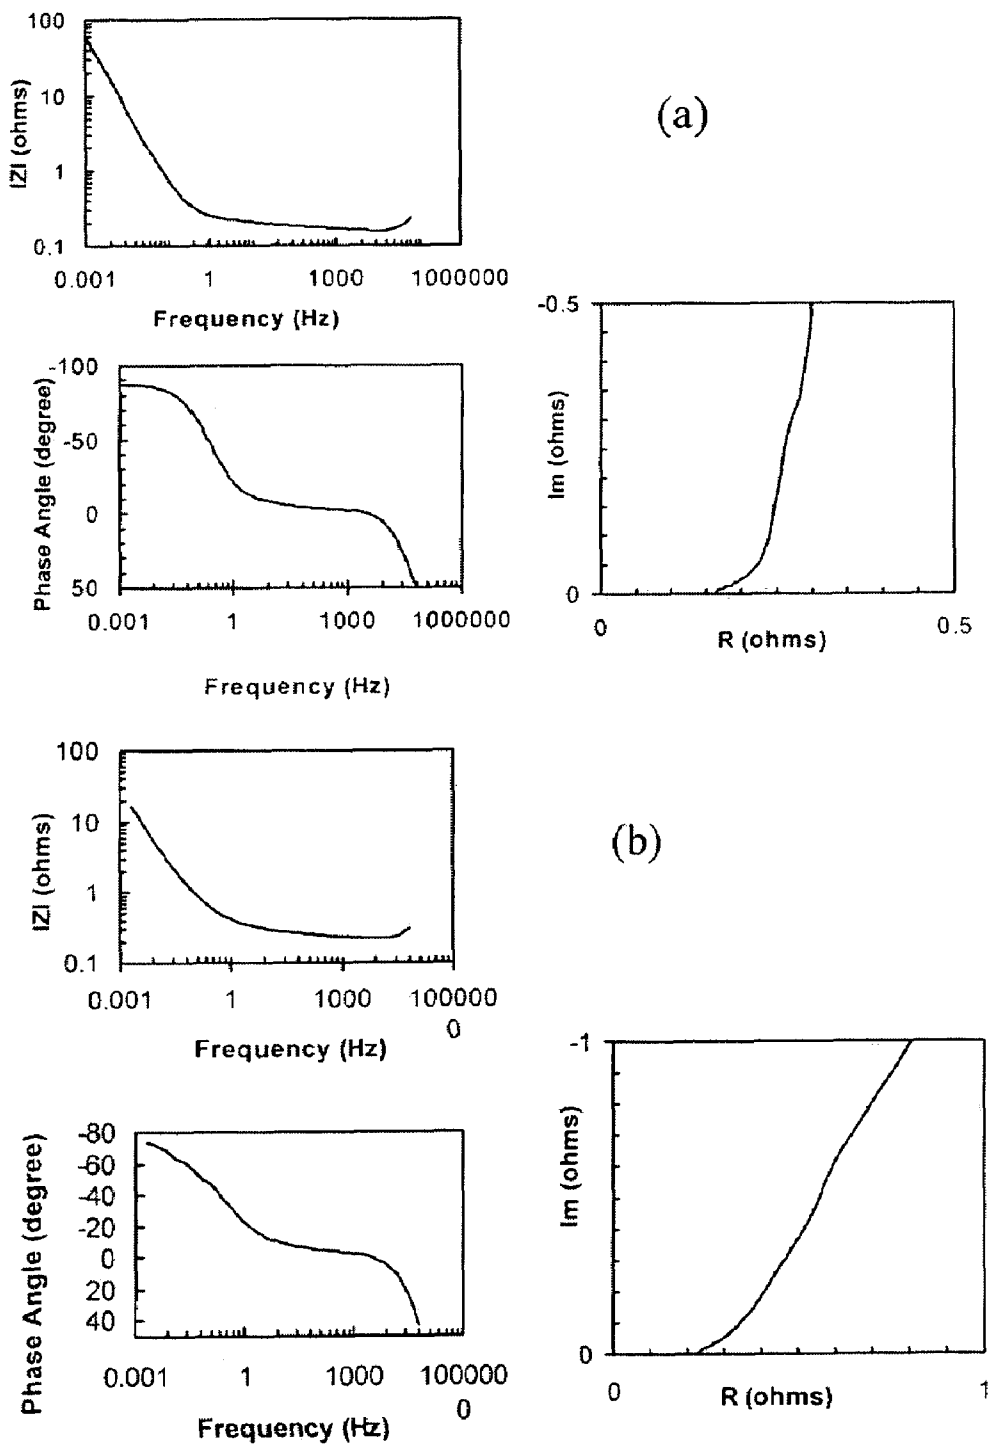 100
10
1
0.1
IZI (ohms)
0.001 1 1000 1000000
Frequency (Hz)
(a)
-100
-50
0
50
Phase Angle (degree)
0.001 1 1000 1000000
Frequency (Hz)
-0.5
Im (ohms)
0
0 0.5
R (ohms)
100
10
1
0.1
IZI (ohms)
0.001 1 1000 100000
0
Frequency (Hz)
(b)
-80
-60
-40
-20
0
20
40
Phase Angle (degree)
0.001 1 1000 100000
0
Frequency (Hz)
-1
Im (ohms)
0
0 1
R (ohms)